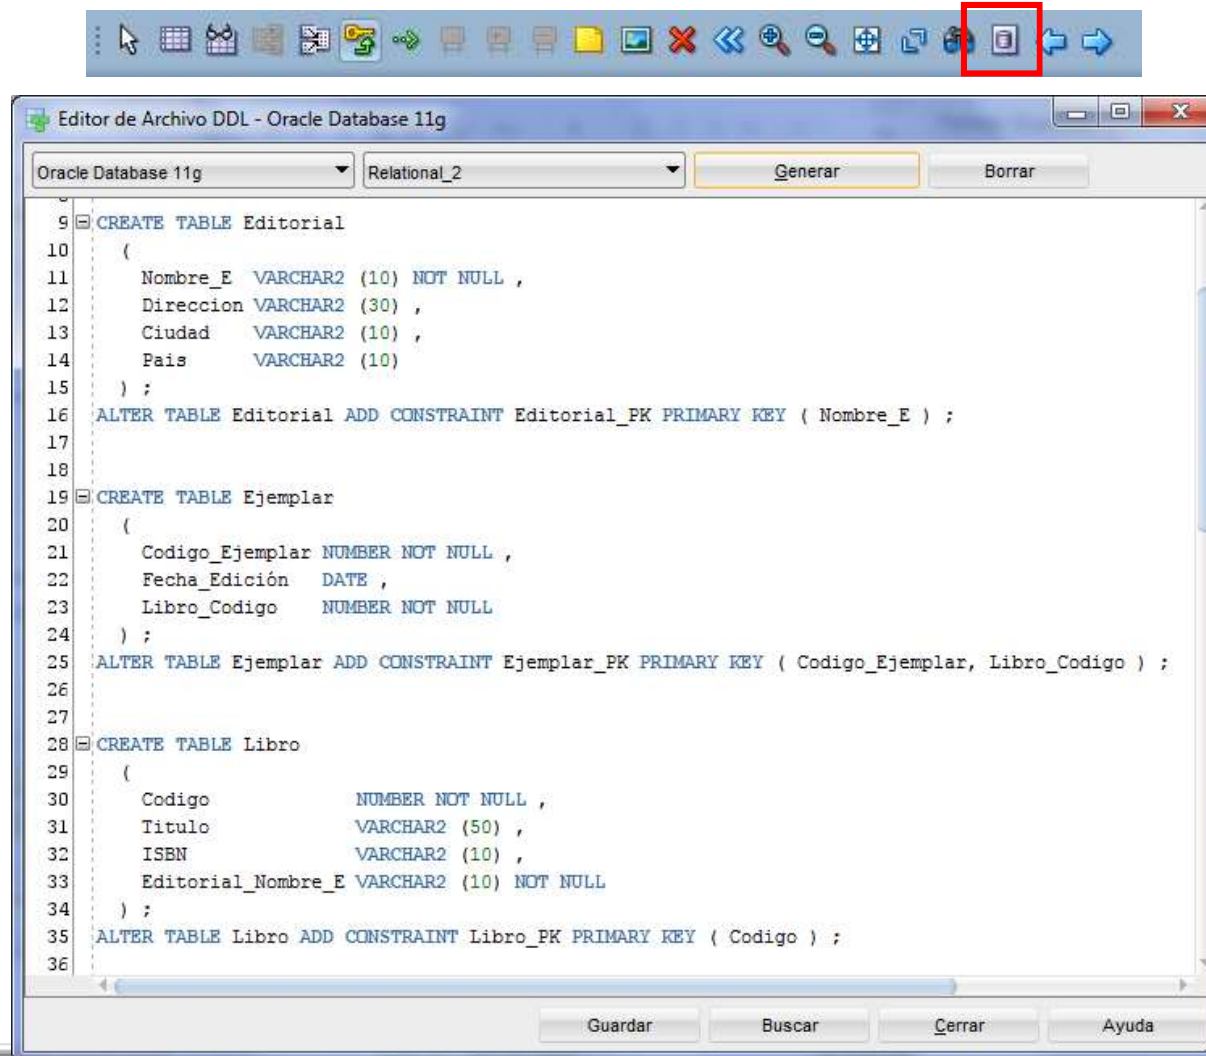 Editor de Archivo DDL - Oracle Database 11g
Oracle Database 11g Relational_2 Generar Borrar
9 CREATE TABLE Editorial
10 (
11 Nombre_E VARCHAR2 (10) NOT NULL ,
12 Direccion VARCHAR2 (30) ,
13 Ciudad VARCHAR2 (10) ,
14 Pais VARCHAR2 (10)
15 ) ;
16 ALTER TABLE Editorial ADD CONSTRAINT Editorial_PK PRIMARY KEY ( Nombre_E ) ;
17
18
19 CREATE TABLE Ejemplar
20 (
21 Codigo_Ejemplar NUMBER NOT NULL ,
22 Fecha_Edición DATE ,
23 Libro_Codigo NUMBER NOT NULL
24 ) ;
25 ALTER TABLE Ejemplar ADD CONSTRAINT Ejemplar_PK PRIMARY KEY ( Codigo_Ejemplar, Libro_Codigo ) ;
26
27
28 CREATE TABLE Libro
29 (
30 Codigo NUMBER NOT NULL ,
31 Titulo VARCHAR2 (50) ,
32 ISBN VARCHAR2 (10) ,
33 Editorial_Nombre_E VARCHAR2 (10) NOT NULL
34 ) ;
35 ALTER TABLE Libro ADD CONSTRAINT Libro_PK PRIMARY KEY ( Codigo ) ;
36
Guardar Buscar Cerrar Ayuda